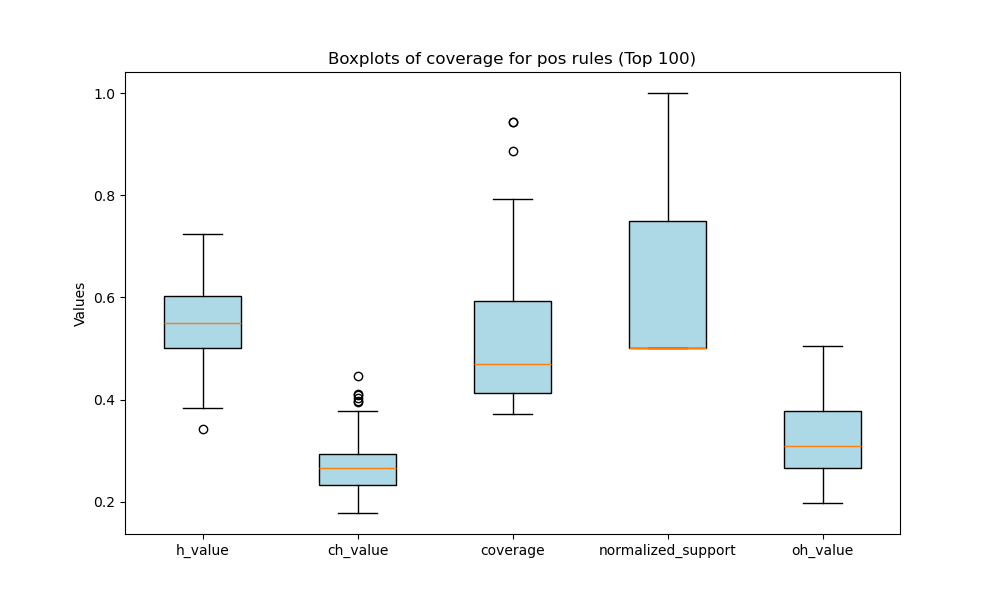 Boxplots of coverage for pos rules (Top 100)
1.0
0.8
0.6
0.4
0.2
Values
h_value
ch_value
coverage
normalized_support
oh_value